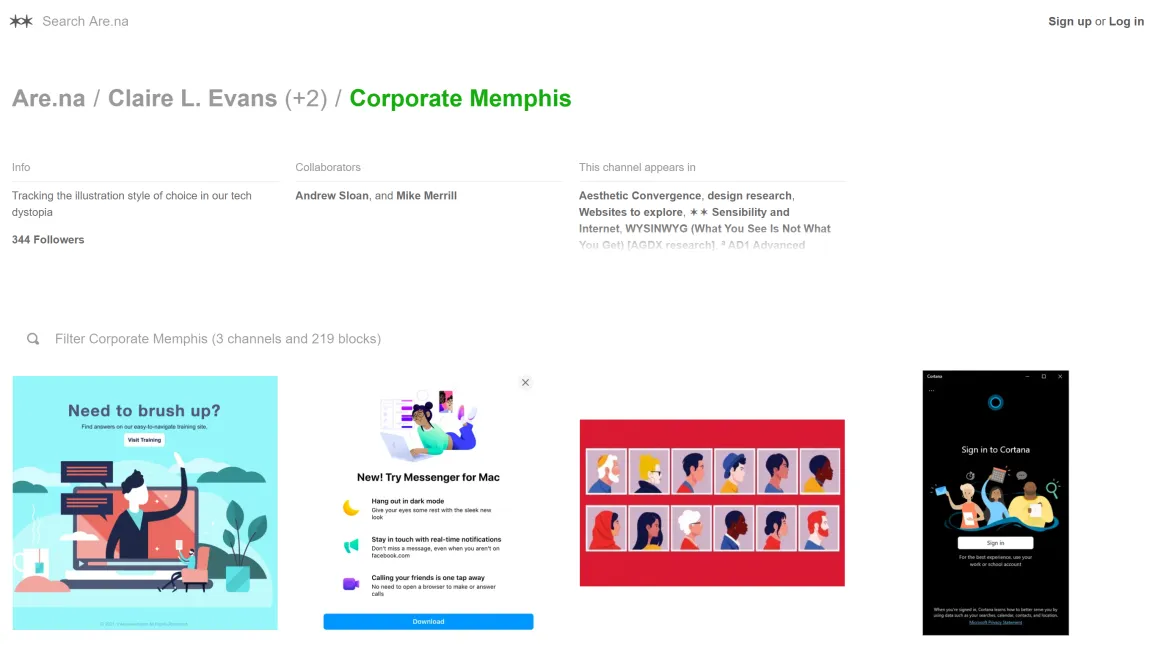 Search Are.na
Sign up or Log in
Are.na / Claire L. Evans (+2) / Corporate Memphis
Info
Tracking the illustration style of choice in our tech
dystopia
344 Followers
Collaborators
Andrew Sloan, and Mike Merrill
This channel appears in
Aesthetic Convergence, design research,
Websites to explore, ✶✶ Sensibility and
Internet, WYSINWYG (What You See Is Not What
You Get) [AGDX research], ª AD1 Advanced
Filter Corporate Memphis (3 channels and 219 blocks)
Need to brush up?
Find answers on our easy-to-navigate training site.
Visit Training
New! Try Messenger for Mac
Hang out in dark mode
Give your eyes some rest with the sleek new
look
Stay in touch with real-time notifications
Don't miss a message, even when you aren't on
facebook.com
Calling your friends is one tap away
No need to open a browser to make or answer
calls
Download
Cortana
Sign in to Cortana
Sign in
For the best experience, use your
work or school account
When you're signed in, Cortana learns how to better serve you by
using data such as your searches, calendar, contacts, and location.
Microsoft Privacy Statement